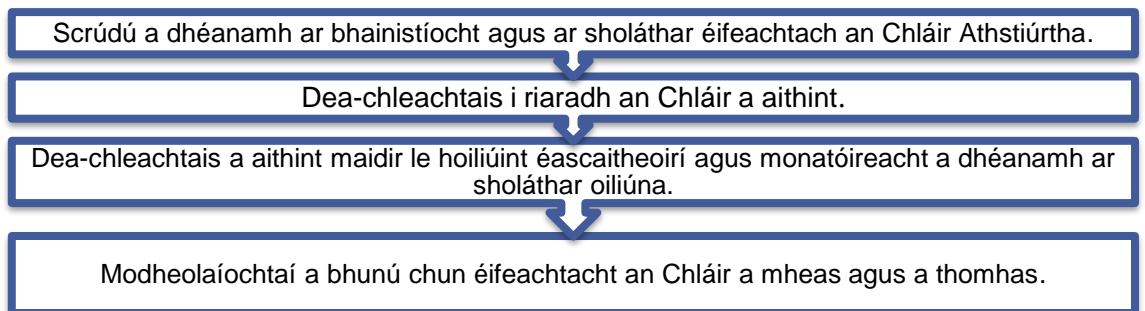 Scrúdú a dhéanamh ar bhainistíocht agus ar sholáthar éifeachtach an Chláir Athstiúrtha.
Dea-chleachtais i riaradh an Chláir a aithint.
Dea-chleachtais a aithint maidir le hoiliúint éascaitheoirí agus monatóireacht a dhéanamh ar
sholáthar oiliúna.
Modheolaíochtaí a bhunú chun éifeachtacht an Chláir a mheas agus a thomhas.